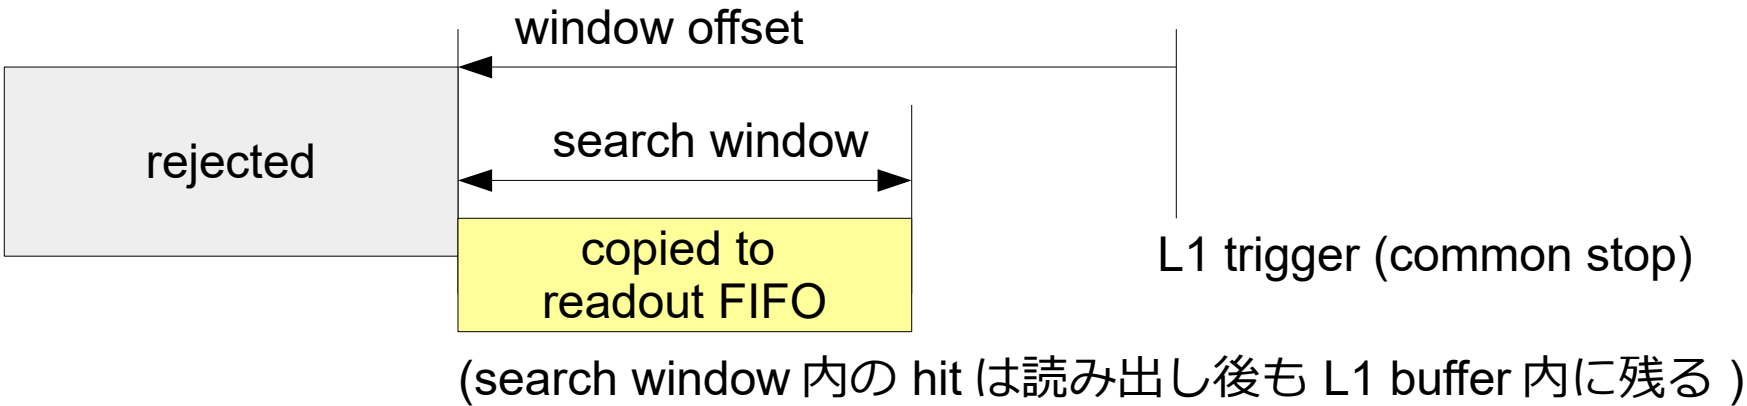 window offset
rejected
search window
copied to
readout FIFO
L1 trigger (common stop)
(search window 内の hit は読み出し後も L1 buffer 内に残る )